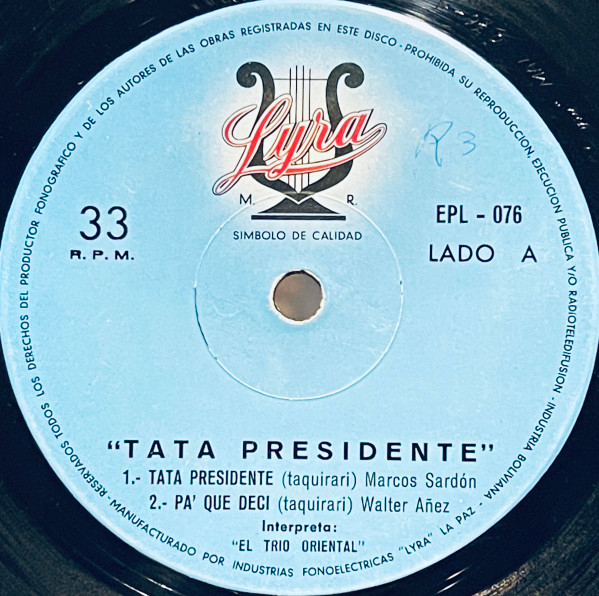 RESERVADOS TODOS LOS DERECHOS DEL PRODUCTOR FONOGRAFICO Y DE LOS AUTORES DE LAS OBRAS REGISTRADAS EN ESTE DISCO - PROHIBIDA SU REPRODUCCION, EJECUCION PUBLICA Y/O RADIOTELEDIFUSION - INDUSTRIA BOLIVIANA
Lyra
M. R.
SIMBOLO DE CALIDAD
R3
33
R. P. M.
EPL - 076
LADO A
"TATA PRESIDENTE"
1.- TATA PRESIDENTE (taquirari) Marcos Sardón
2.- PA' QUE DECI (taquirari) Walter Añez
Interpreta:
"EL TRIO ORIENTAL"
-MANUFACTURADO POR INDUSTRIAS FONOELECTRICAS "LYRA" LA PAZ -